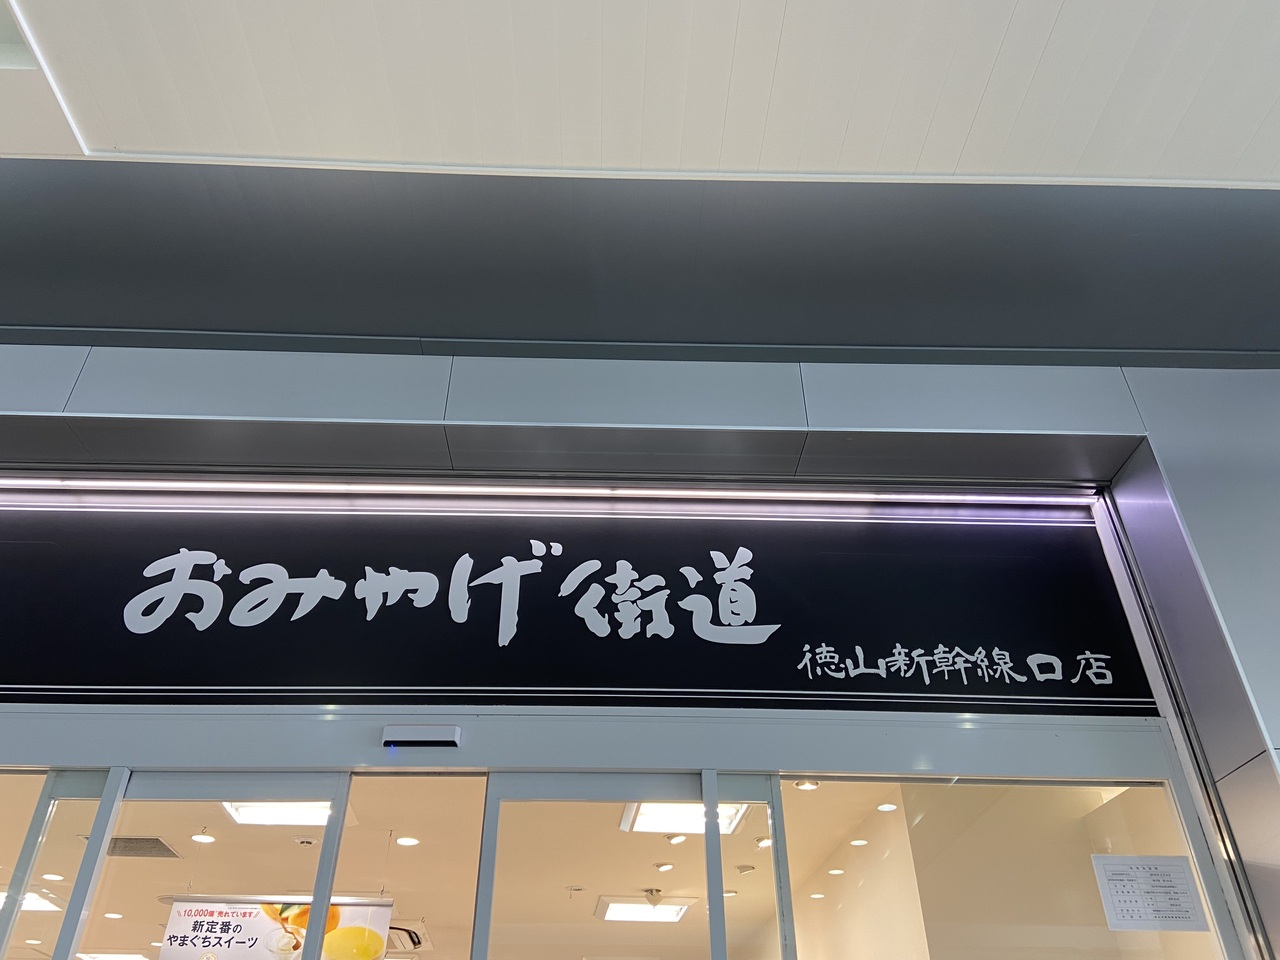 おみやげ街道
徳山新幹線口店
10,000個売れています
新定番の
やまぐちスイーツ